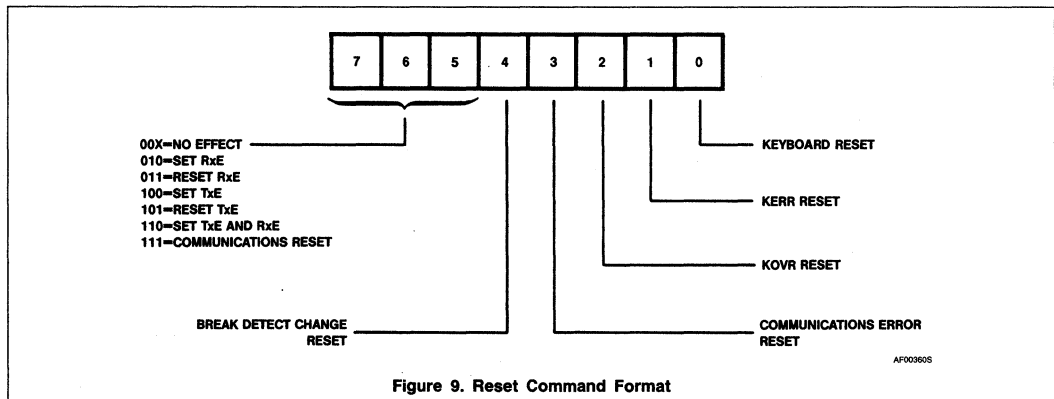 7 6 5 4 3 2 1 0
00X=NO EFFECT
010=SET RxE
011=RESET RxE
100=SET TxE
101=RESET TxE
110=SET TxE AND RxE
111=COMMUNICATIONS RESET
KEYBOARD RESET
KERR RESET
KOVR RESET
BREAK DETECT CHANGE
RESET
COMMUNICATIONS ERROR
RESET
AF00360S
Figure 9. Reset Command Format